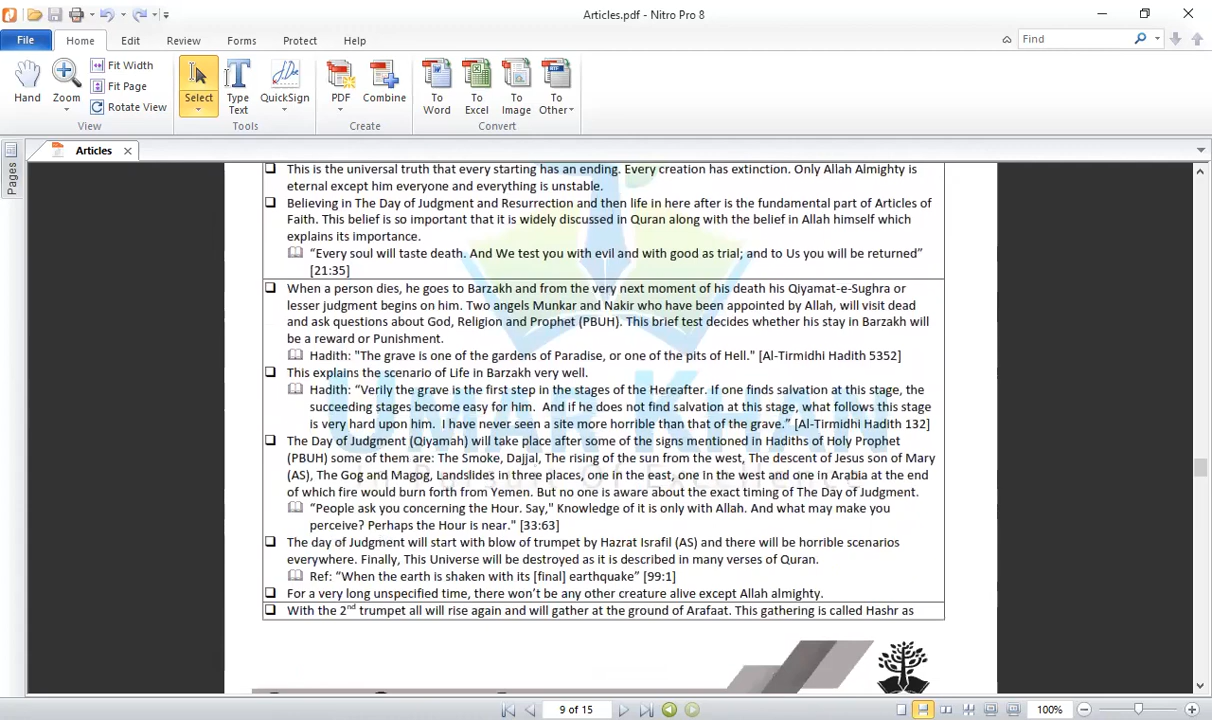 Articles.pdf - Nitro Pro 8
File Home Edit Review Forms Protect Help Find
Hand Zoom Fit Width Fit Page Rotate View Select Type Text QuickSign PDF Combine To Word To Excel To Image To Other
View Tools Create Convert
Articles
Pages
This is the universal truth that every starting has an ending. Every creation has extinction. Only Allah Almighty is
eternal except him everyone and everything is unstable.
Believing in The Day of Judgment and Resurrection and then life in here after is the fundamental part of Articles of
Faith. This belief is so important that it is widely discussed in Quran along with the belief in Allah himself which
explains its importance.
“Every soul will taste death. And We test you with evil and with good as trial; and to Us you will be returned”
[21:35]
When a person dies, he goes to Barzakh and from the very next moment of his death his Qiyamat-e-Sughra or
lesser judgment begins on him. Two angels Munkar and Nakir who have been appointed by Allah, will visit dead
and ask questions about God, Religion and Prophet (PBUH). This brief test decides whether his stay in Barzakh will
be a reward or Punishment.
Hadith: "The grave is one of the gardens of Paradise, or one of the pits of Hell." [Al-Tirmidhi Hadith 5352]
This explains the scenario of Life in Barzakh very well.
Hadith: “Verily the grave is the first step in the stages of the Hereafter. If one finds salvation at this stage, the
succeeding stages become easy for him. And if he does not find salvation at this stage, what follows this stage
is very hard upon him. I have never seen a site more horrible than that of the grave.” [Al-Tirmidhi Hadith 132]
UMAR KHAN
In Pursuit Of Excellence
The Day of Judgment (Qiyamah) will take place after some of the signs mentioned in Hadiths of Holy Prophet
(PBUH) some of them are: The Smoke, Dajjal, The rising of the sun from the west, The descent of Jesus son of Mary
(AS), The Gog and Magog, Landslides in three places, one in the east, one in the west and one in Arabia at the end
of which fire would burn forth from Yemen. But no one is aware about the exact timing of The Day of Judgment.
“People ask you concerning the Hour. Say," Knowledge of it is only with Allah. And what may make you
perceive? Perhaps the Hour is near." [33:63]
The day of Judgment will start with blow of trumpet by Hazrat Israfil (AS) and there will be horrible scenarios
everywhere. Finally, This Universe will be destroyed as it is described in many verses of Quran.
Ref: “When the earth is shaken with its [final] earthquake” [99:1]
For a very long unspecified time, there won’t be any other creature alive except Allah almighty.
With the 2nd trumpet all will rise again and will gather at the ground of Arafaat. This gathering is called Hashr as
9 of 15
100%